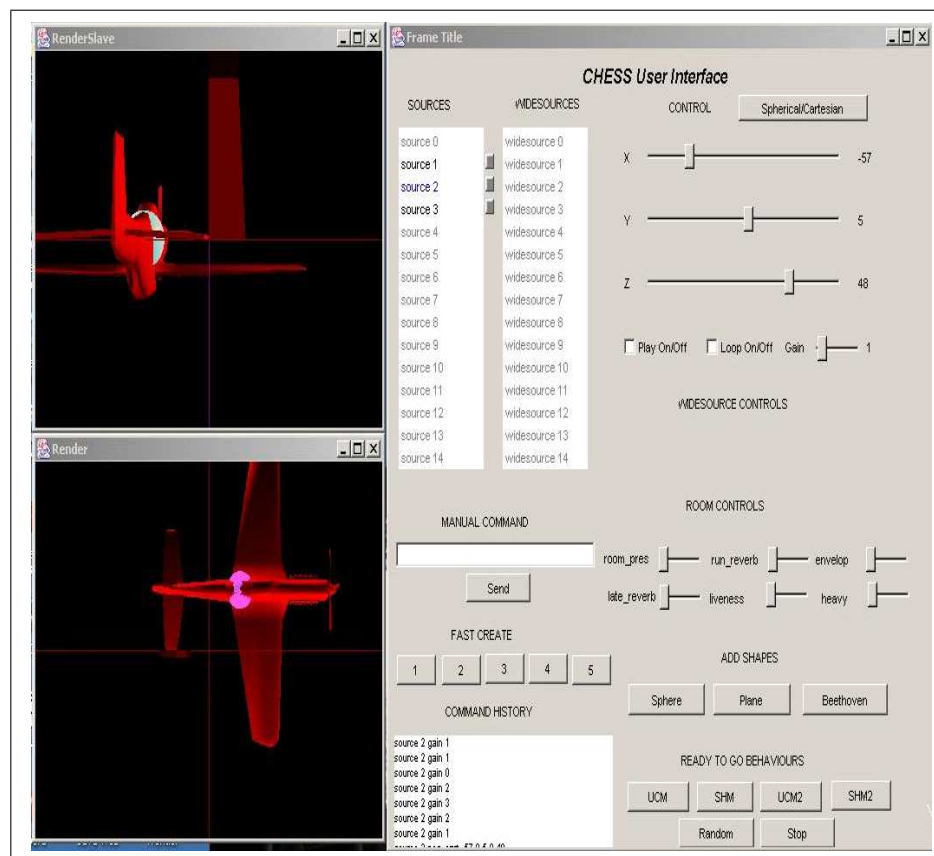 RenderSlave
Frame Title
CHESS User Interface
SOURCES
WIDESOURCES
CONTROL
Spherical/Cartesian
source 0
source 1
source 2
source 3
source 4
source 5
source 6
source 7
source 8
source 9
source 10
source 11
source 12
source 13
source 14
widesource 0
widesource 1
widesource 2
widesource 3
widesource 4
widesource 5
widesource 6
widesource 7
widesource 8
widesource 9
widesource 10
widesource 11
widesource 12
widesource 13
widesource 14
X -57
Y 5
Z 48
Play On/Off Loop On/Off Gain 1
WIDESOURCE CONTROLS
Render
ROOM CONTROLS
room_pres run_reverb envelop
late_reverb liveness heavy
MANUAL COMMAND
Send
FAST CREATE
1 2 3 4 5
ADD SHAPES
Sphere Plane Beethoven
COMMAND HISTORY
source 2 gain 1
source 2 gain 1
source 2 gain 0
source 2 gain 2
source 2 gain 3
source 2 gain 2
source 2 gain 1
READY TO GO BEHAVIOURS
UCM SHM UCM2 SHM2
Random Stop